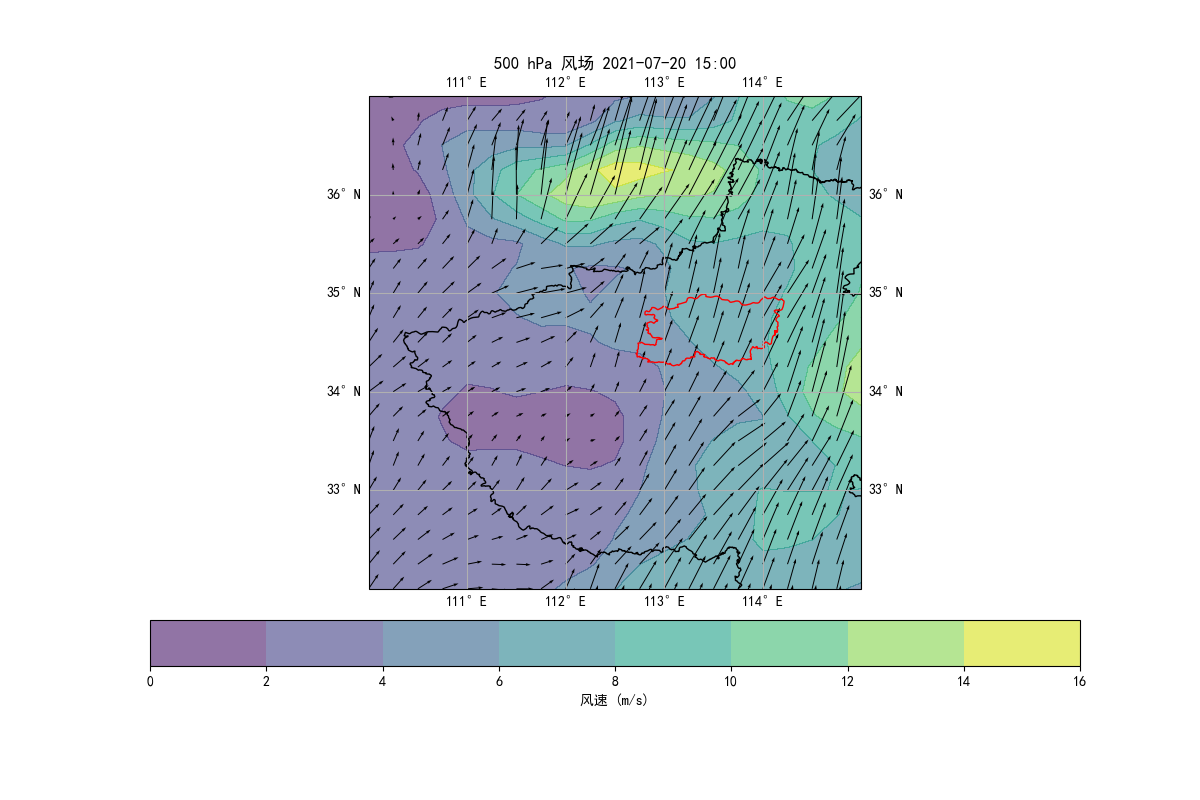 500 hPa 风场 2021-07-20 15:00
111° E 112° E 113° E 114° E
36° N 36° N
35° N 35° N
34° N 34° N
33° N 33° N
111° E 112° E 113° E 114° E
0 2 4 6 8 10 12 14 16
风速 (m/s)